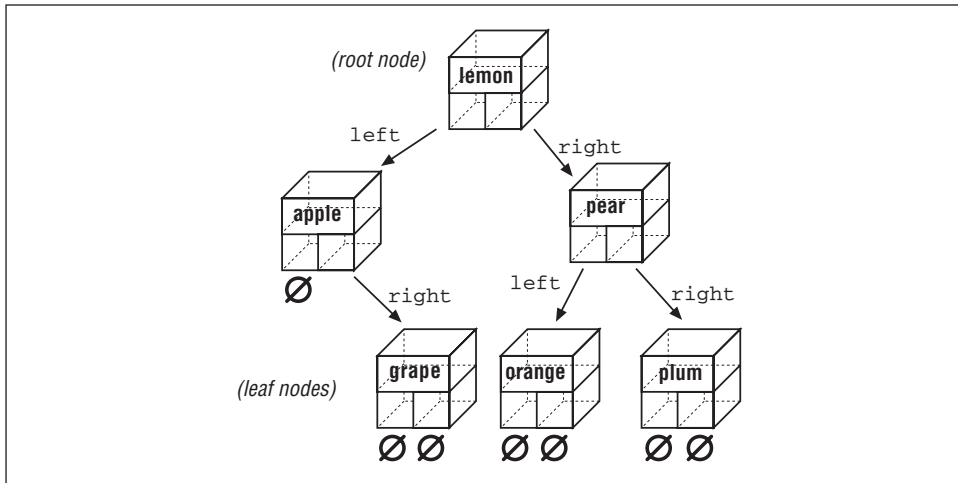 (root node)
lemon
left
right
apple
pear
∅
right
left
right
grape
orange
plum
(leaf nodes)
∅ ∅ ∅ ∅ ∅ ∅